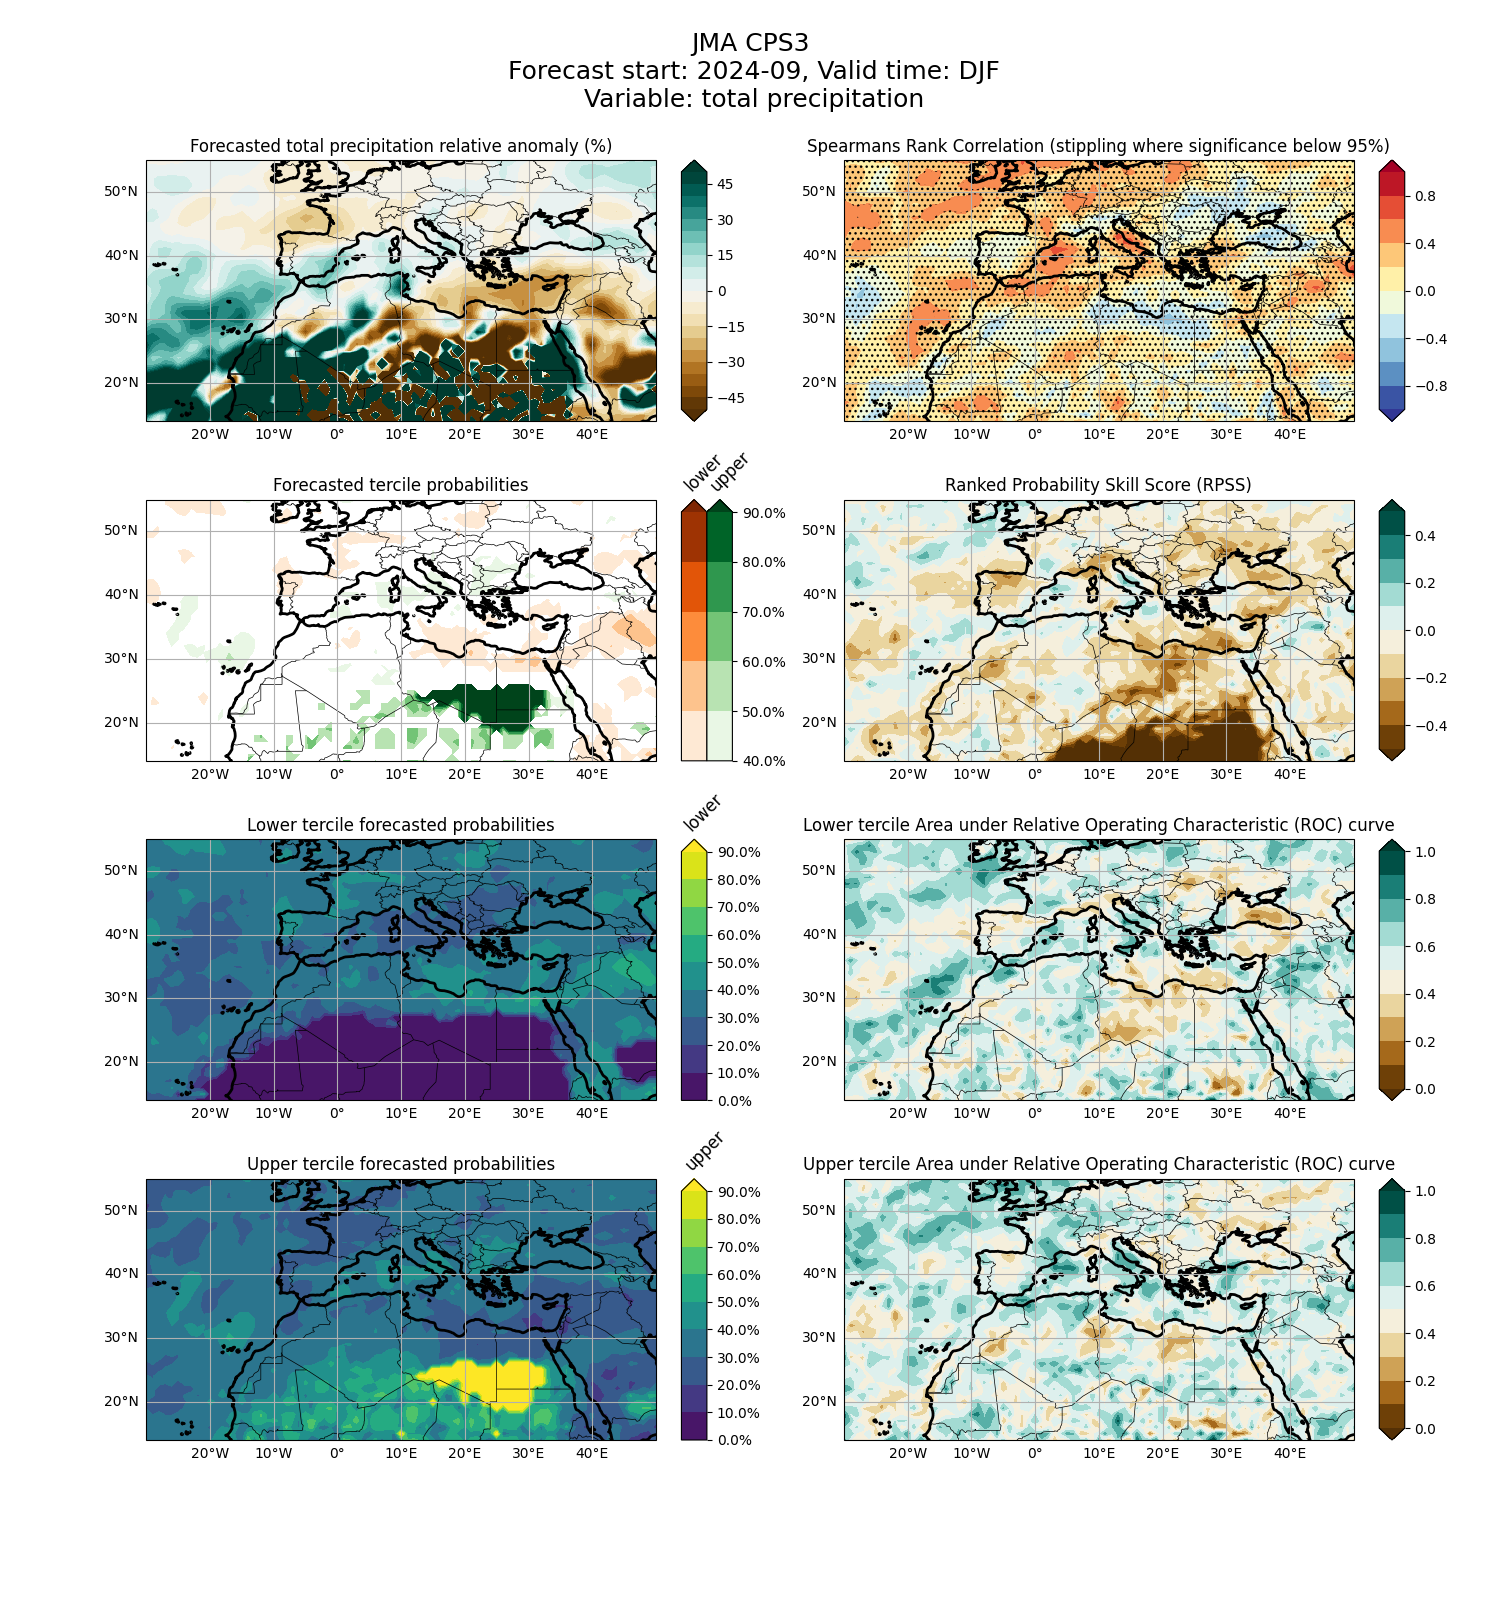 JMA CPS3
Forecast start: 2024-09, Valid time: DJF
Variable: total precipitation
Forecasted total precipitation relative anomaly (%)
50°N
40°N
30°N
20°N
20°W 10°W 0° 10°E 20°E 30°E 40°E
45
30
15
0
−15
−30
−45
Spearmans Rank Correlation (stippling where significance below 95%)
50°N
40°N
30°N
20°N
20°W 10°W 0° 10°E 20°E 30°E 40°E
0.8
0.4
0.0
−0.4
−0.8
Forecasted tercile probabilities
50°N
40°N
30°N
20°N
20°W 10°W 0° 10°E 20°E 30°E 40°E
lower
upper
90.0%
80.0%
70.0%
60.0%
50.0%
40.0%
Ranked Probability Skill Score (RPSS)
50°N
40°N
30°N
20°N
20°W 10°W 0° 10°E 20°E 30°E 40°E
0.4
0.2
0.0
−0.2
−0.4
Lower tercile forecasted probabilities
50°N
40°N
30°N
20°N
20°W 10°W 0° 10°E 20°E 30°E 40°E
lower
90.0%
80.0%
70.0%
60.0%
50.0%
40.0%
30.0%
20.0%
10.0%
0.0%
Lower tercile Area under Relative Operating Characteristic (ROC) curve
50°N
40°N
30°N
20°N
20°W 10°W 0° 10°E 20°E 30°E 40°E
1.0
0.8
0.6
0.4
0.2
0.0
Upper tercile forecasted probabilities
50°N
40°N
30°N
20°N
20°W 10°W 0° 10°E 20°E 30°E 40°E
upper
90.0%
80.0%
70.0%
60.0%
50.0%
40.0%
30.0%
20.0%
10.0%
0.0%
Upper tercile Area under Relative Operating Characteristic (ROC) curve
50°N
40°N
30°N
20°N
20°W 10°W 0° 10°E 20°E 30°E 40°E
1.0
0.8
0.6
0.4
0.2
0.0